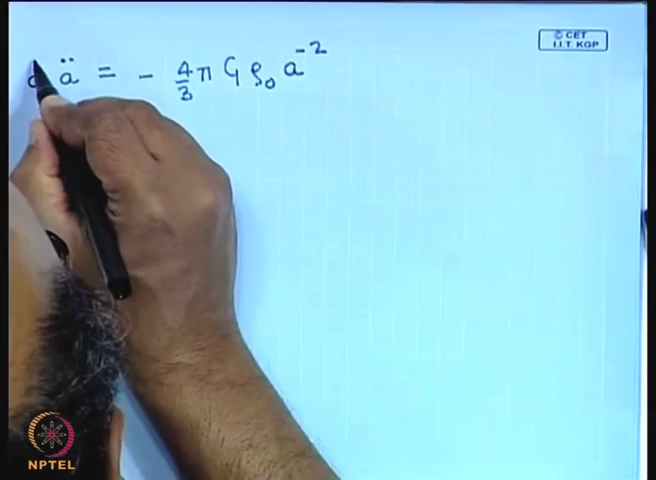 © CET
I.I.T. KGP
ȧ ä = - 4/3 π G ρ₀ a⁻²
NPTEL